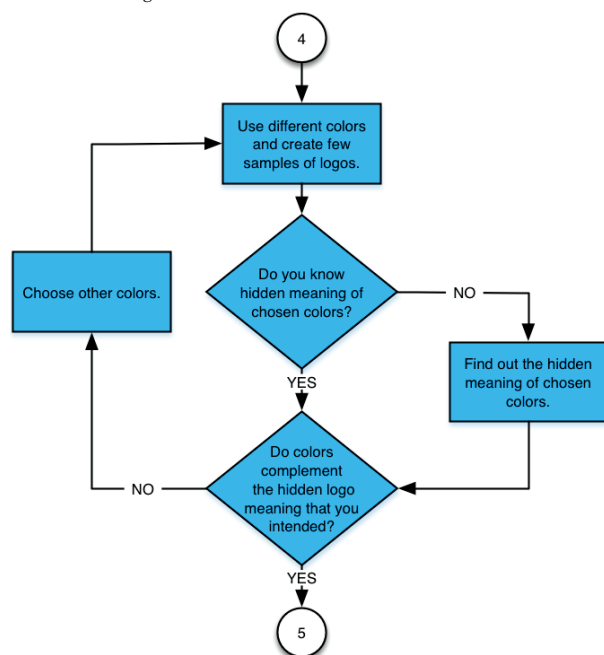 4
Use different colors
and create few
samples of logos.
Do you know
hidden meaning of
chosen colors?
NO
Choose other colors.
Find out the hidden
meaning of chosen
colors.
YES
Do colors
complement
the hidden logo
meaning that you
intended?
NO
YES
5